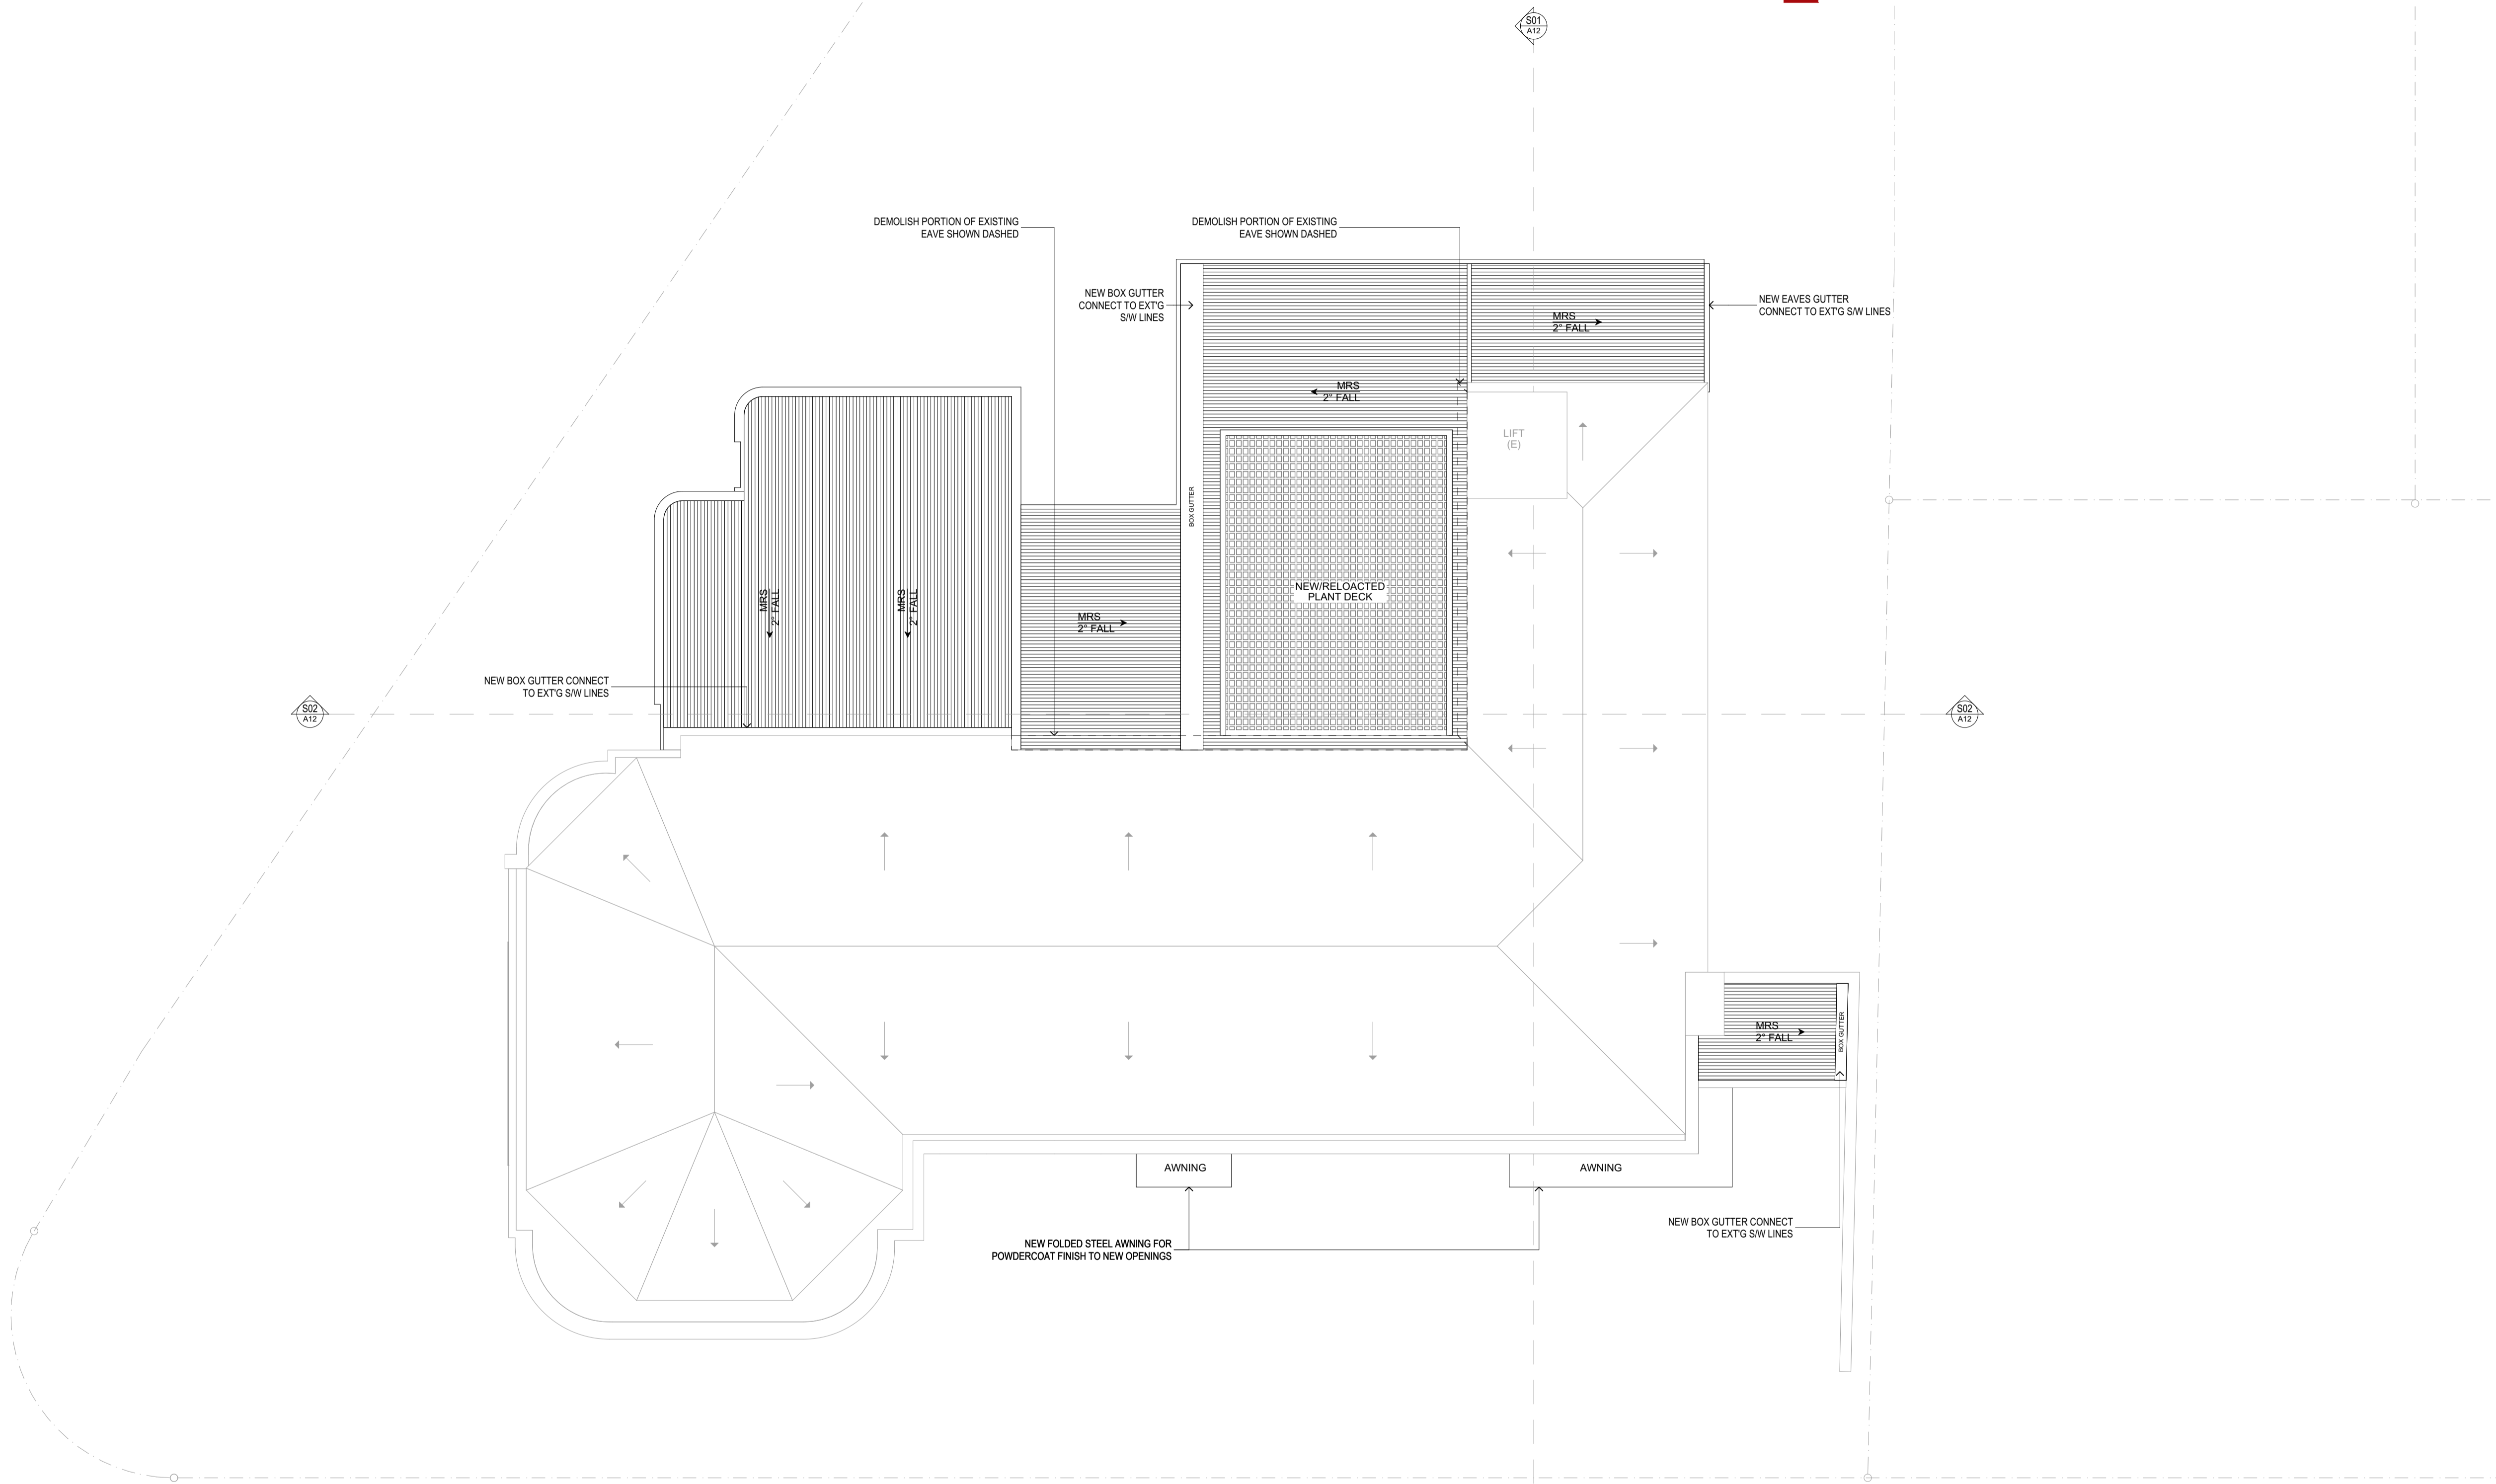 S01
A12
DEMOLISH PORTION OF EXISTING
EAVE SHOWN DASHED
DEMOLISH PORTION OF EXISTING
EAVE SHOWN DASHED
NEW BOX GUTTER
CONNECT TO EXT'G
S/W LINES
NEW EAVES GUTTER
CONNECT TO EXT'G S/W LINES
MRS
2° FALL
MRS
2° FALL
LIFT
(E)
BOX GUTTER
NEW/RELOACTED
PLANT DECK
MRS
2° FALL
MRS
2° FALL
MRS
2° FALL
NEW BOX GUTTER CONNECT
TO EXT'G S/W LINES
S02
A12
S02
A12
MRS
2° FALL
BOX GUTTER
AWNING
AWNING
NEW BOX GUTTER CONNECT
TO EXT'G S/W LINES
NEW FOLDED STEEL AWNING FOR
POWDERCOAT FINISH TO NEW OPENINGS